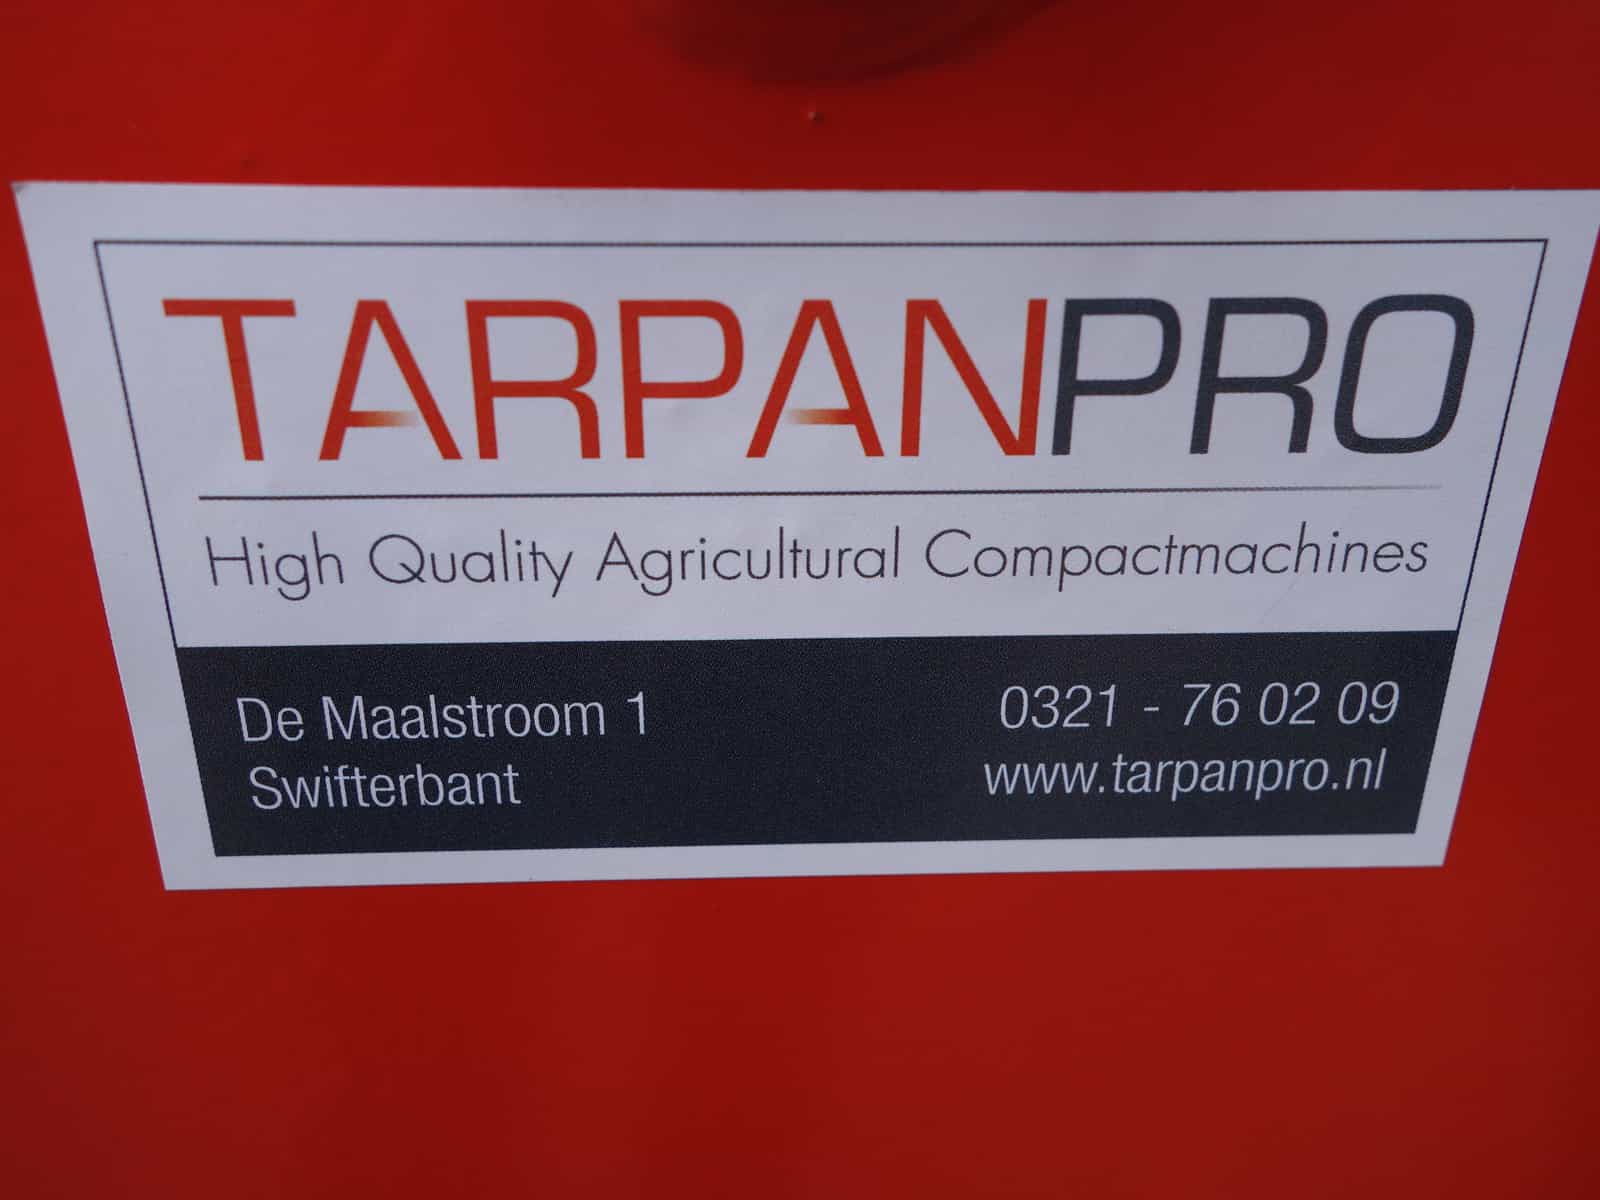 TARPANPRO
High Quality Agricultural Compactmachines
De Maalstroom 1
Swifterbant
0321 - 76 02 09
www.tarpanpro.nl